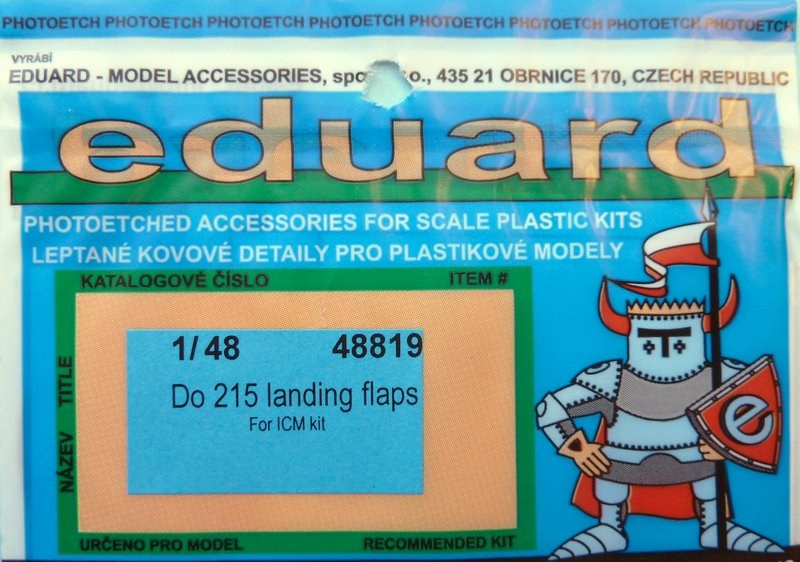 PHOTOETCH PHOTOETCH PHOTOETCH PHOTOETCH PHOTOETCH PHOTOETCH PHOTOETCH PHOTOETCH
VYRÁBÍ
EDUARD - MODEL ACCESSORIES, 435 21 OBRNICE 170, CZECH REPUBLIC
eduard
PHOTOETCHED ACCESSORIES FOR SCALE PLASTIC KITS
LEPTANÉ KOVOVÉ DETAILY PRO PLASTIKOVÉ MODELY
KATALOGOVÉ ČÍSLO ITEM #
1/48 48819
Do 215 landing flaps
For ICM kit
NÁZEV TITLE
URČENO PRO MODEL RECOMMENDED KIT
e